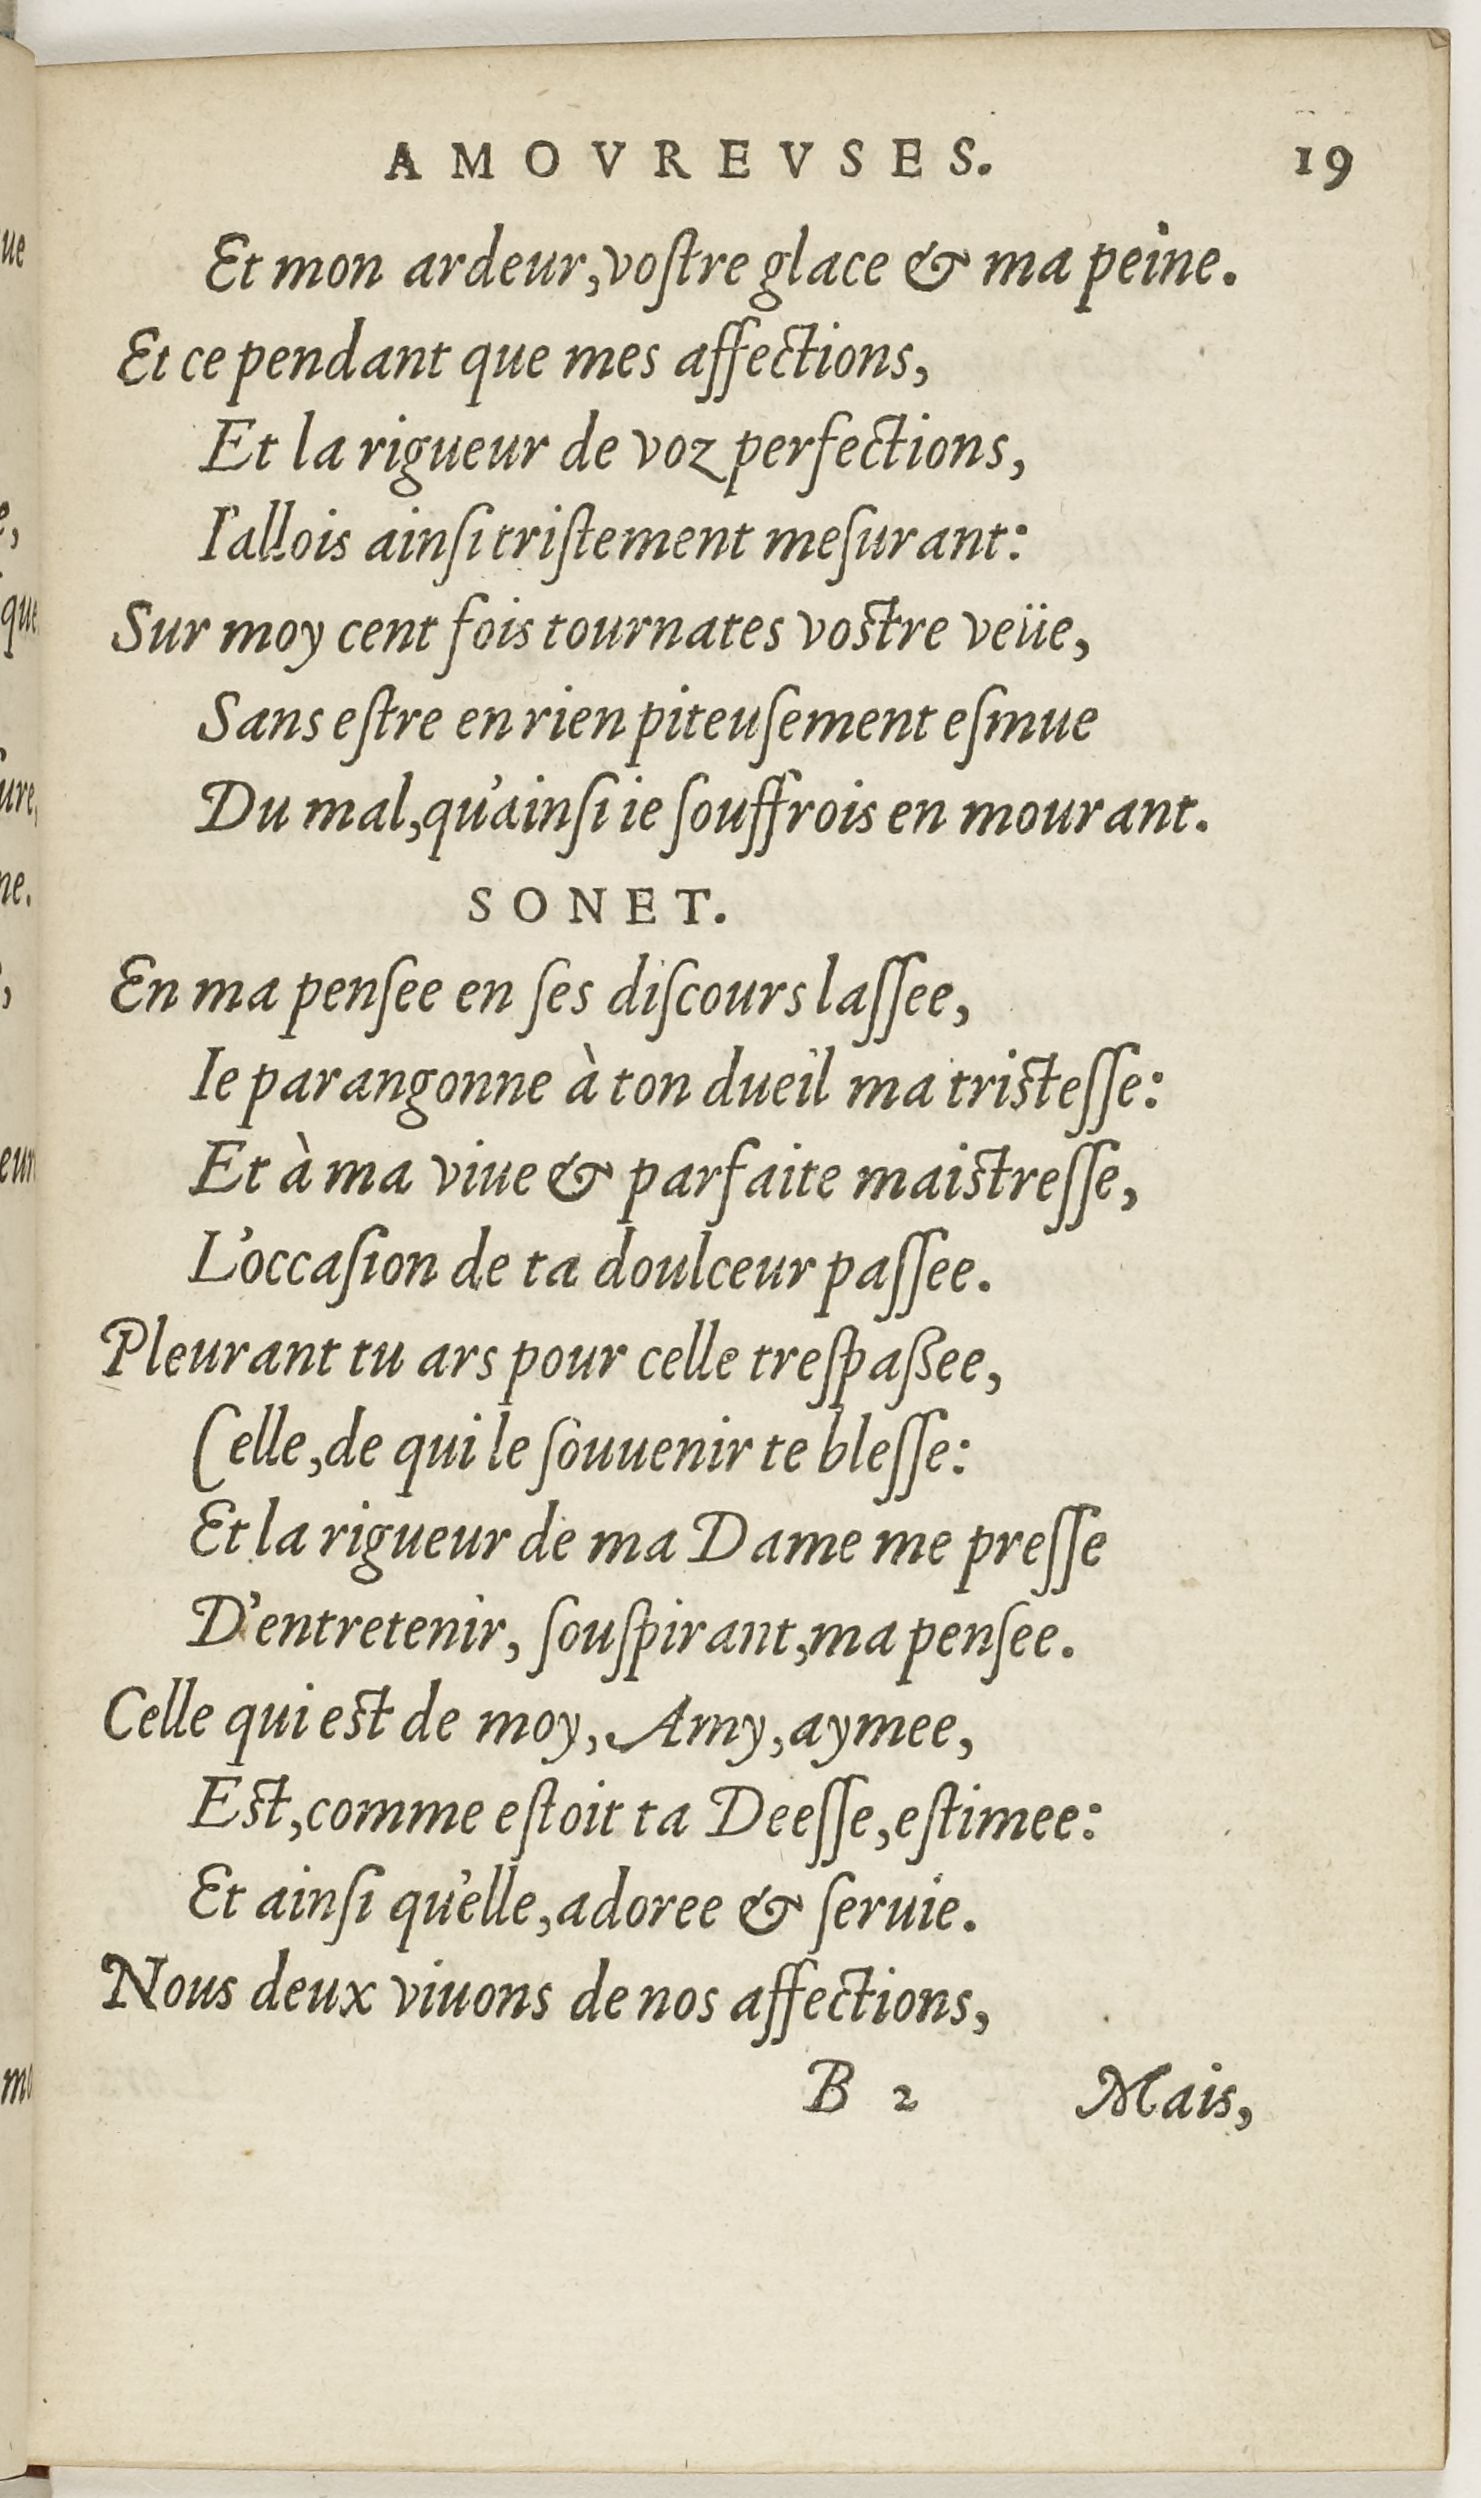 AMOVREVSES. 19
Et mon ardeur, voſtre glace & ma peine.
Et ce pendant que mes affections,
Et la rigueur de voz perfections,
I'allois ainſi triſtement meſurant:
Sur moy cent fois tournates voſtre veüe,
Sans eſtre en rien piteuſement eſmue
Du mal, qu'ainſi ie ſouffrois en mourant.
SONET.
En ma penſee en ſes diſcours laſſee,
Ie parangonne à ton dueil ma triſteſſe:
Et à ma viue & parfaite maiſtreſſe,
L'occaſion de ta doulceur paſſee.
Pleurant tu ars pour celle treſpaßee,
Celle, de qui le ſouuenir te bleſſe:
Et la rigueur de ma Dame me preſſe
D'entretenir, ſouſpirant, ma penſee.
Celle qui eſt de moy, Amy, aymee,
Eſt, comme eſtoit ta Deeſſe, eſtimee:
Et ainſi qu'elle, adoree & ſeruie.
Nous deux viuons de nos affections,
B 2 Mais,